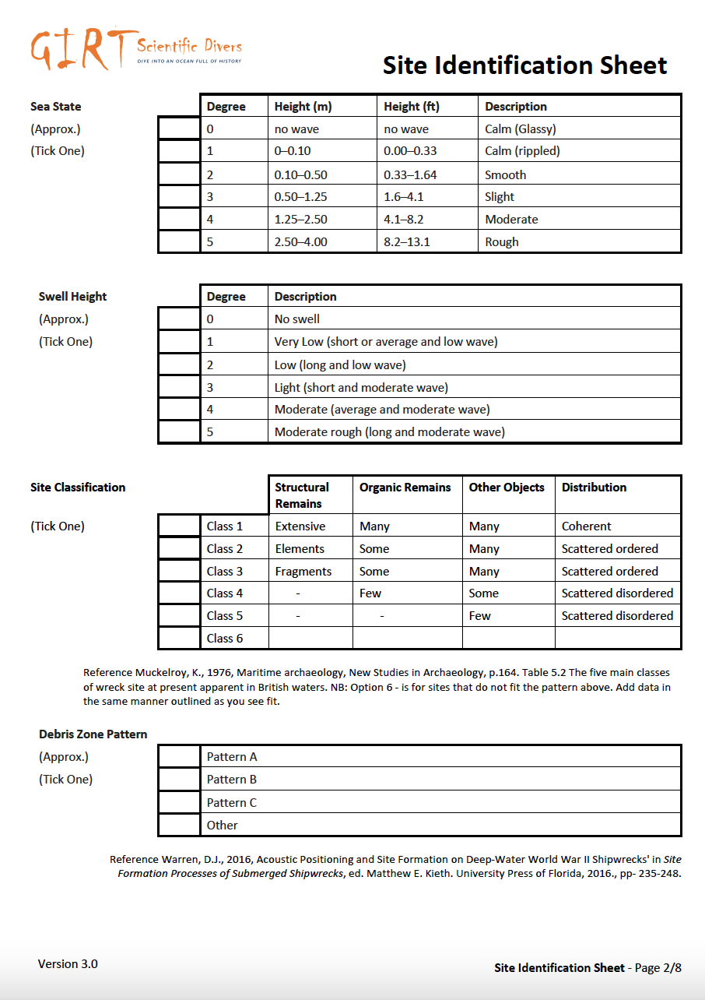 GIRT Scientific Divers
DIVE INTO AN OCEAN FULL OF HISTORY
Site Identification Sheet
Sea State Degree Height (m) Height (ft) Description
(Approx.) 0 no wave no wave Calm (Glassy)
(Tick One) 1 0–0.10 0.00–0.33 Calm (rippled)
2 0.10–0.50 0.33–1.64 Smooth
3 0.50–1.25 1.6–4.1 Slight
4 1.25–2.50 4.1–8.2 Moderate
5 2.50–4.00 8.2–13.1 Rough
Swell Height Degree Description
(Approx.) 0 No swell
(Tick One) 1 Very Low (short or average and low wave)
2 Low (long and low wave)
3 Light (short and moderate wave)
4 Moderate (average and moderate wave)
5 Moderate rough (long and moderate wave)
Site Classification Structural Organic Remains Other Objects Distribution
Remains
(Tick One) Class 1 Extensive Many Many Coherent
Class 2 Elements Some Many Scattered ordered
Class 3 Fragments Some Many Scattered ordered
Class 4 - Few Some Scattered disordered
Class 5 - - Few Scattered disordered
Class 6
Reference Muckelroy, K., 1976, Maritime archaeology, New Studies in Archaeology, p.164. Table 5.2 The five main classes
of wreck site at present apparent in British waters. NB: Option 6 - is for sites that do not fit the pattern above. Add data in
the same manner outlined as you see fit.
Debris Zone Pattern
(Approx.) Pattern A
(Tick One) Pattern B
Pattern C
Other
Reference Warren, D.J., 2016, Acoustic Positioning and Site Formation on Deep-Water World War II Shipwrecks' in Site
Formation Processes of Submerged Shipwrecks, ed. Matthew E. Kieth. University Press of Florida, 2016., pp- 235-248.
Version 3.0
Site Identification Sheet - Page 2/8